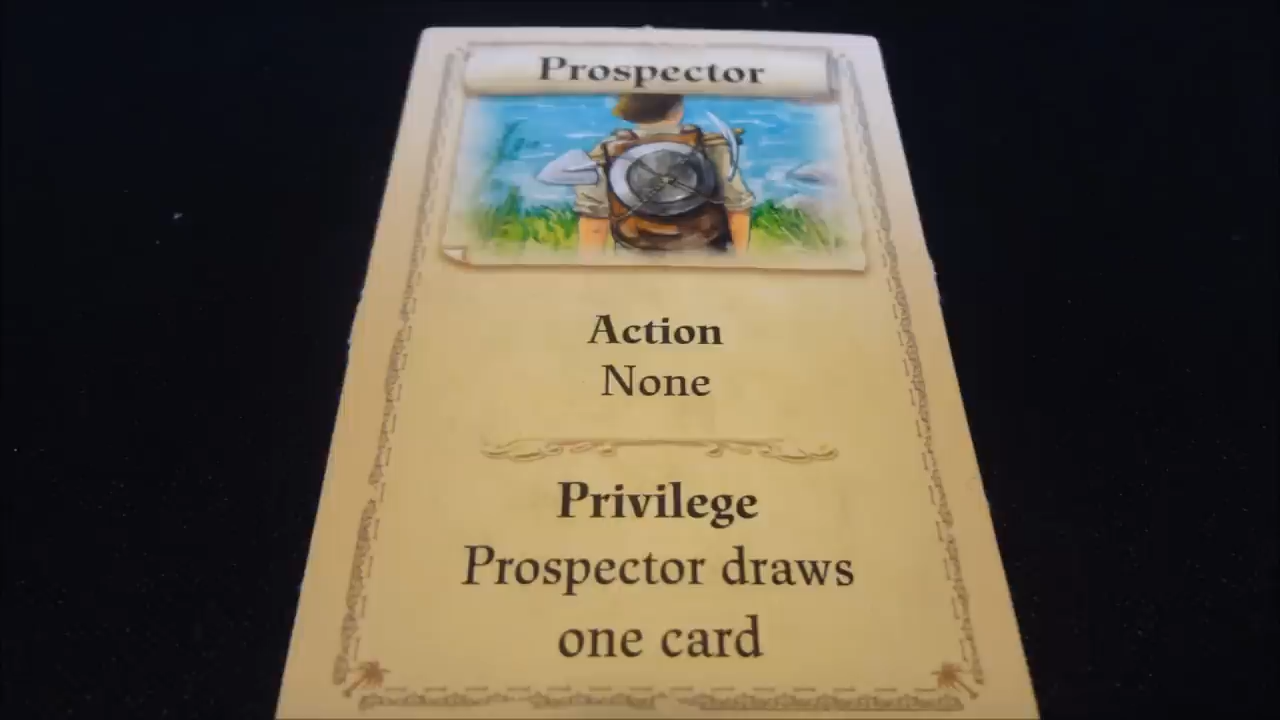 Prospector
Action
None
Privilege
Prospector draws
one card